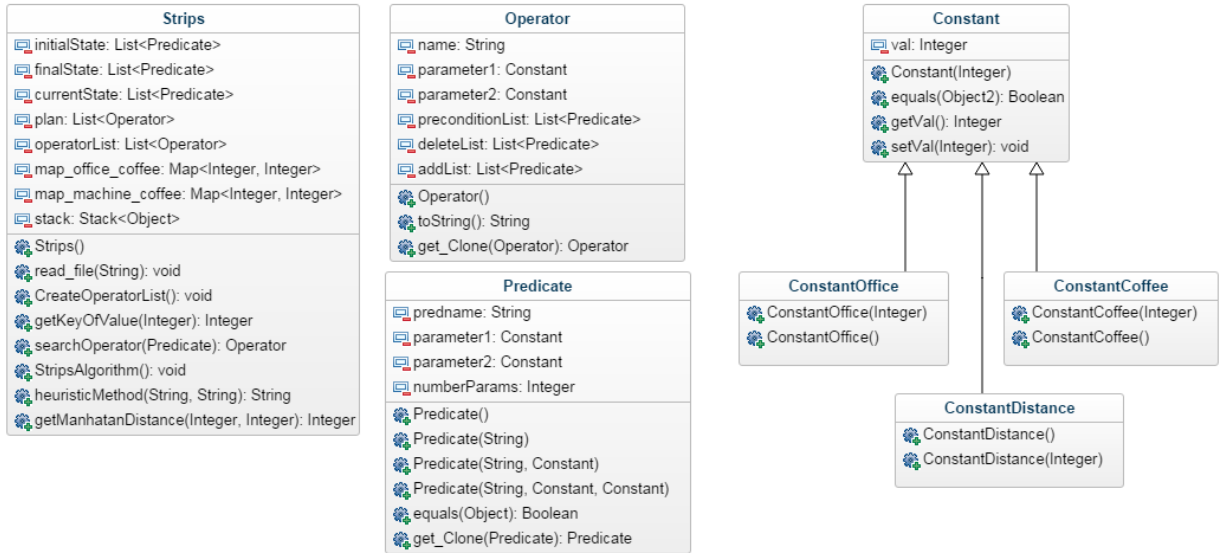 Strips
initialState: List<Predicate>
finalState: List<Predicate>
currentState: List<Predicate>
plan: List<Operator>
operatorList: List<Operator>
map_office_coffee: Map<Integer, Integer>
map_machine_coffee: Map<Integer, Integer>
stack: Stack<Object>
Strips()
read_file(String): void
CreateOperatorList(): void
getKeyOfValue(Integer): Integer
searchOperator(Predicate): Operator
StripsAlgorithm(): void
heuristicMethod(String, String): String
getManhatanDistance(Integer, Integer): Integer
Operator
name: String
parameter1: Constant
parameter2: Constant
preconditionList: List<Predicate>
deleteList: List<Predicate>
addList: List<Predicate>
Operator()
toString(): String
get_Clone(Operator): Operator
Predicate
predname: String
parameter1: Constant
parameter2: Constant
numberParams: Integer
Predicate()
Predicate(String)
Predicate(String, Constant)
Predicate(String, Constant, Constant)
equals(Object): Boolean
get_Clone(Predicate): Predicate
Constant
val: Integer
Constant(Integer)
equals(Object2): Boolean
getVal(): Integer
setVal(Integer): void
ConstantOffice
ConstantOffice(Integer)
ConstantOffice()
ConstantCoffee
ConstantCoffee(Integer)
ConstantCoffee()
ConstantDistance
ConstantDistance()
ConstantDistance(Integer)